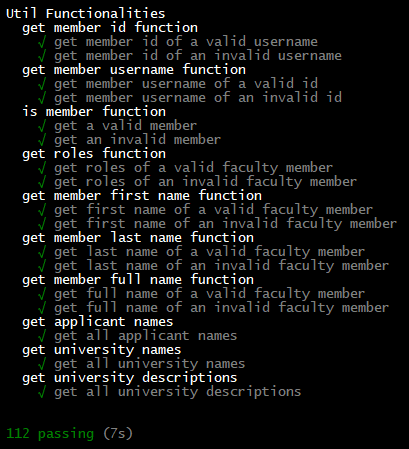 Util Functionalities
get member id function
√ get member id of a valid username
√ get member id of an invalid username
get member username function
√ get member username of a valid id
√ get member username of an invalid id
is member function
√ get a valid member
√ get an invalid member
get roles function
√ get roles of a valid faculty member
√ get roles of an invalid faculty member
get member first name function
√ get first name of a valid faculty member
√ get first name of an invalid faculty member
get member last name function
√ get last name of a valid faculty member
√ get last name of an invalid faculty member
get member full name function
√ get full name of a valid faculty member
√ get full name of an invalid faculty member
get applicant names
√ get all applicant names
get university names
√ get all university names
get university descriptions
√ get all university descriptions
112 passing (7s)